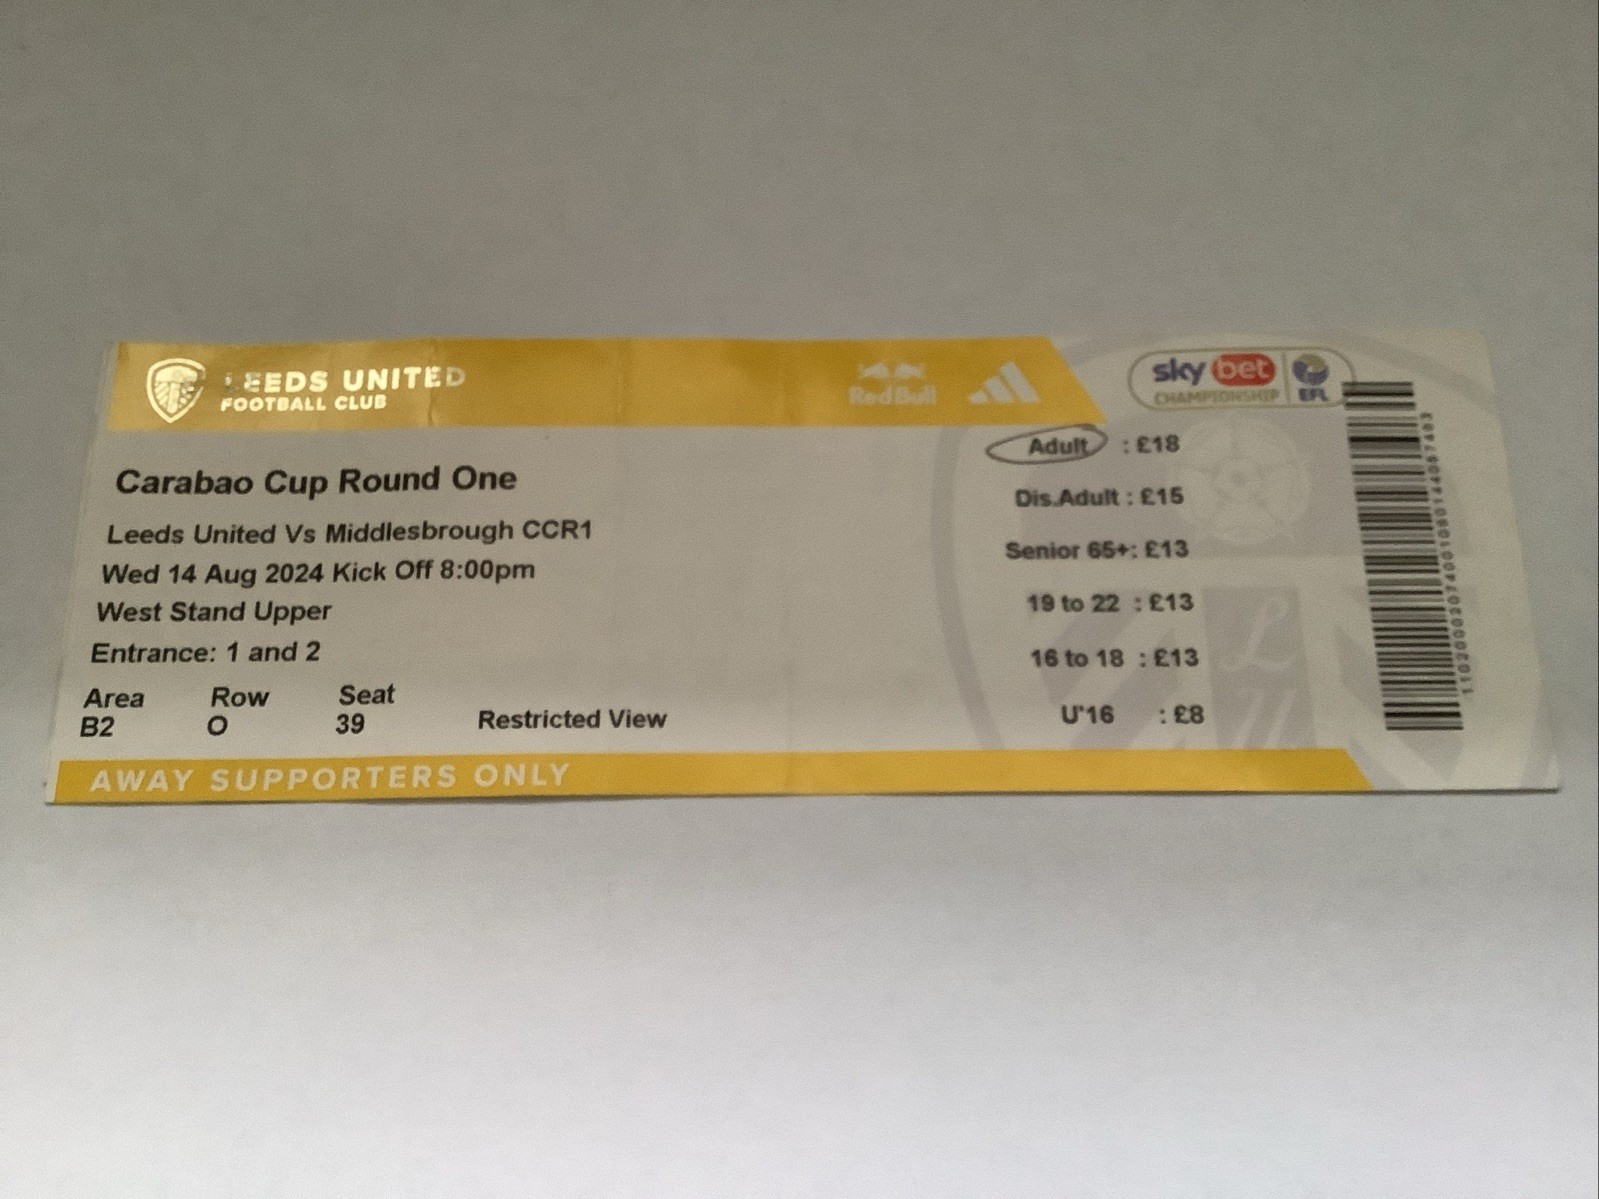 LEEDS UNITED
FOOTBALL CLUB
Red Bull
sky bet
CHAMPIONSHIP
EFL
Carabao Cup Round One
Leeds United Vs Middlesbrough CCR1
Wed 14 Aug 2024 Kick Off 8:00pm
West Stand Upper
Entrance: 1 and 2
Area Row Seat
B2 O 39 Restricted View
Adult : £18
Dis.Adult : £15
Senior 65+: £13
19 to 22 : £13
16 to 18 : £13
U'16 : £8
LU
AWAY SUPPORTERS ONLY